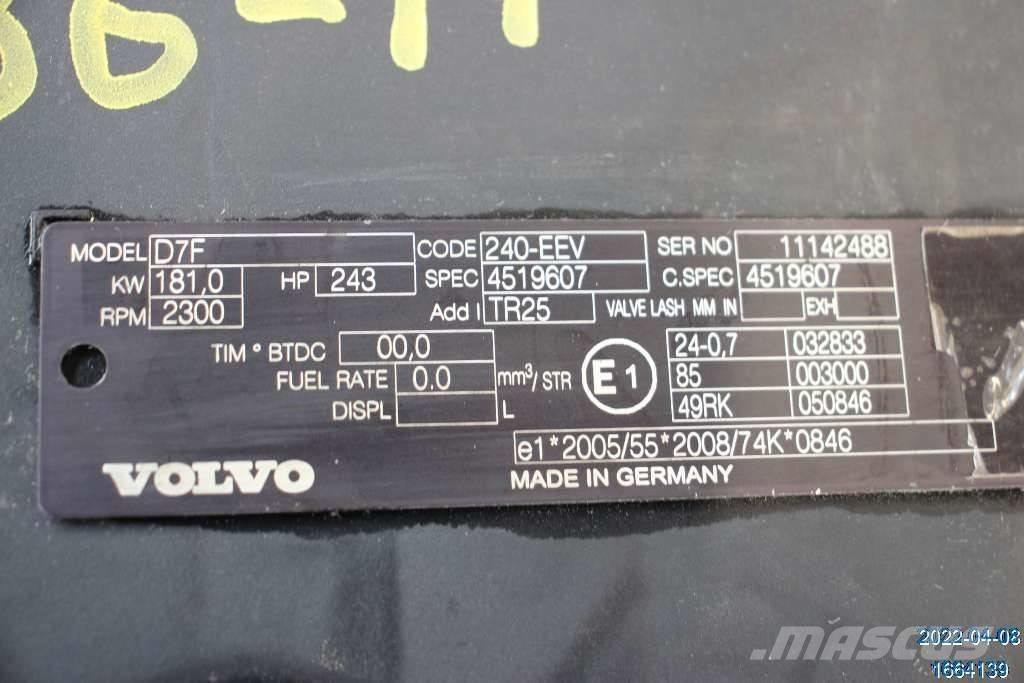 36-11
MODEL D7F CODE 240-EEV SER NO 11142488
KW 181,0 HP 243 SPEC 4519607 C.SPEC 4519607
RPM 2300 Add I TR25 VALVE LASH MM IN EXH
TIM ° BTDC 00,0 24-0,7 032833
FUEL RATE 0.0 mm³/ STR E1 85 003000
DISPL L 49RK 050846
e1*2005/55*2008/74K*0846
VOLVO MADE IN GERMANY
MASCUS
2022-04-08
1664139